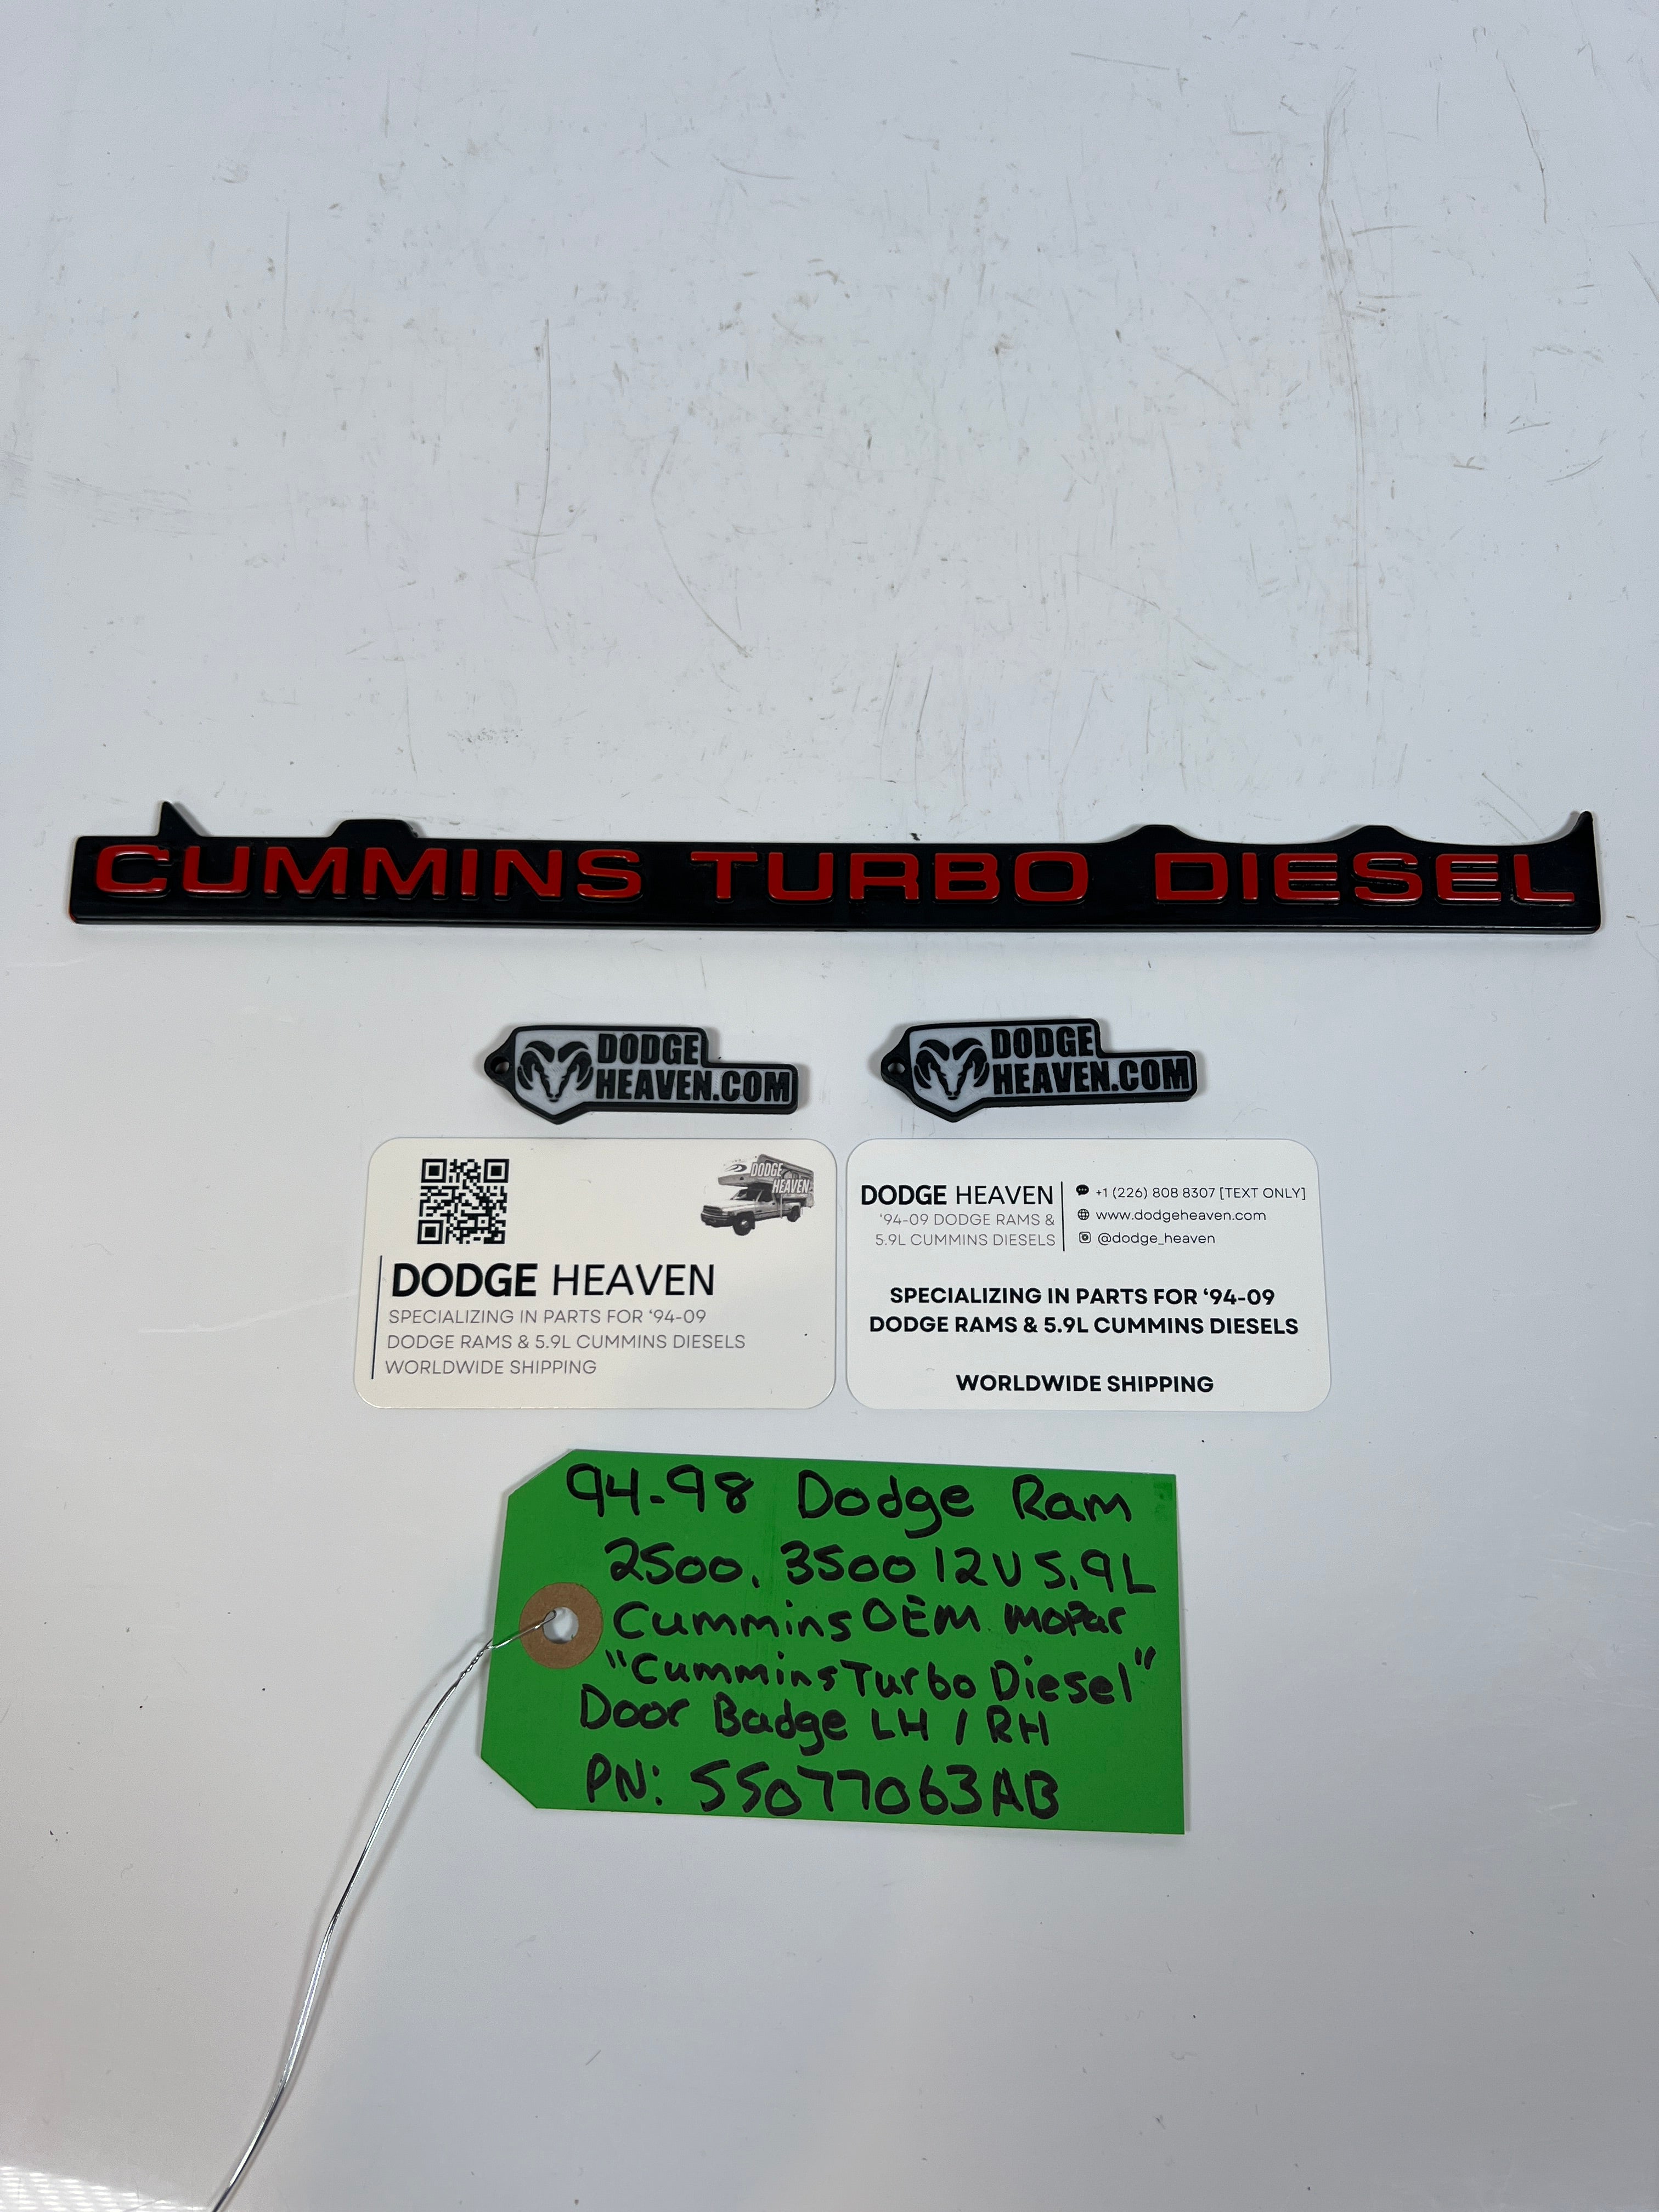 CUMMINS TURBO DIESEL
DODGE
HEAVEN.COM
DODGE
HEAVEN.COM
DODGE
HEAVEN
DODGE HEAVEN
SPECIALIZING IN PARTS FOR ‘94-09
DODGE RAMS & 5.9L CUMMINS DIESELS
WORLDWIDE SHIPPING
DODGE HEAVEN
‘94-09 DODGE RAMS &
5.9L CUMMINS DIESELS
+1 (226) 808 8307 [TEXT ONLY]
www.dodgeheaven.com
@dodge_heaven
SPECIALIZING IN PARTS FOR ‘94-09
DODGE RAMS & 5.9L CUMMINS DIESELS
WORLDWIDE SHIPPING
94-98 Dodge Ram
2500, 3500 12V 5.9L
Cummins OEM Mopar
"Cummins Turbo Diesel"
Door Badge LH / RH
PN: 55077063AB